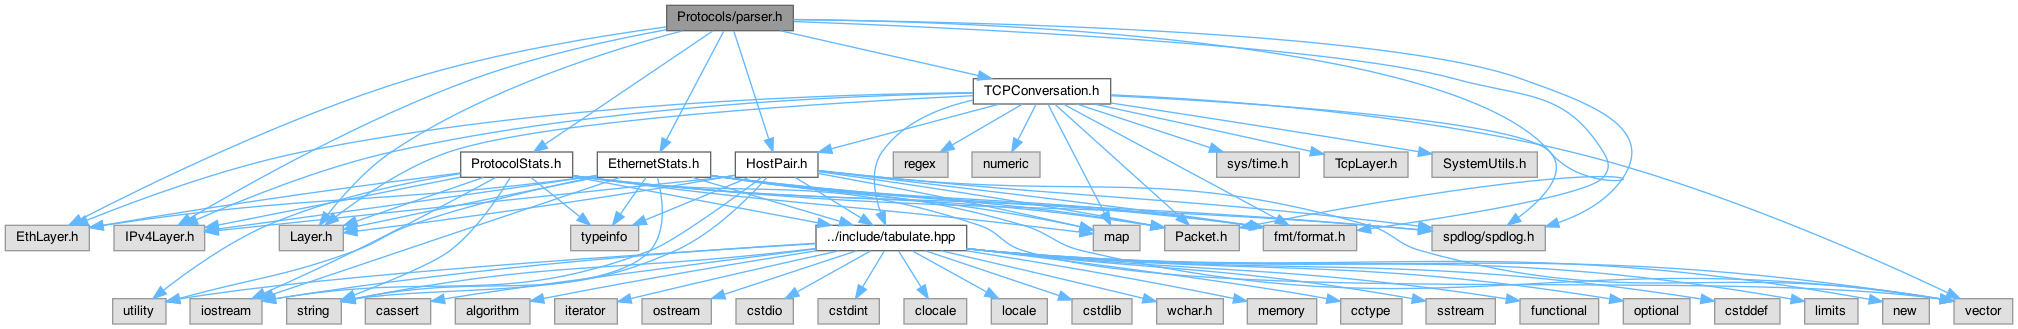 Protocols/parser.h
TCPConversation.h
ProtocolStats.h
EthernetStats.h
HostPair.h
regex
numeric
sys/time.h
TcpLayer.h
SystemUtils.h
EthLayer.h
IPv4Layer.h
Layer.h
typeinfo
../include/tabulate.hpp
map
Packet.h
fmt/format.h
spdlog/spdlog.h
utility
iostream
string
cassert
algorithm
iterator
ostream
cstdio
cstdint
clocale
locale
cstdlib
wchar.h
memory
cctype
sstream
functional
optional
cstddef
limits
new
vector